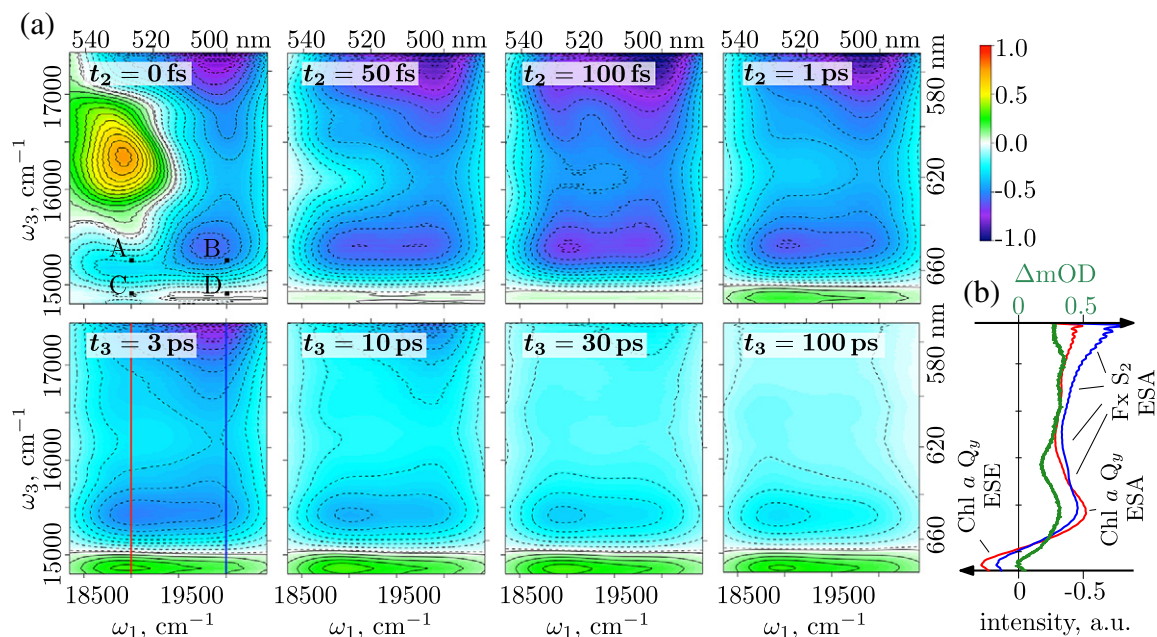 (a)
540 520 500 nm
540 520 500 nm
540 520 500 nm
540 520 500 nm
t₂ = 0 fs
t₂ = 50 fs
t₂ = 100 fs
t₂ = 1 ps
ω₃, cm⁻¹
17000
16000
15000
A
B
C
D
580 nm
620
660
1.0
0.5
0.0
-0.5
-1.0
t₃ = 3 ps
t₃ = 10 ps
t₃ = 30 ps
t₃ = 100 ps
ω₃, cm⁻¹
17000
16000
15000
580 nm
620
660
18500 19500
18500 19500
18500 19500
18500 19500
ω₁, cm⁻¹
ω₁, cm⁻¹
ω₁, cm⁻¹
ω₁, cm⁻¹
(b)
ΔmOD
0 0.5
Fx S₂
ESA
Chl a Qy
ESE
Chl a Qy
ESA
0 -0.5
intensity, a.u.